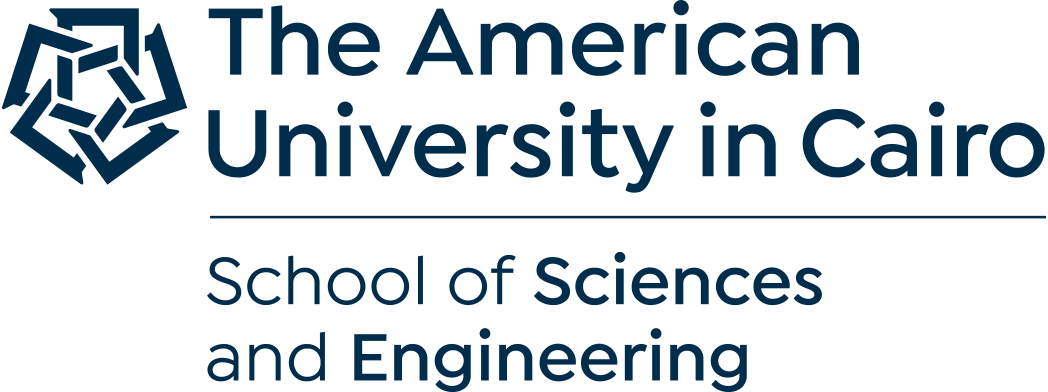 The American
University in Cairo
School of Sciences
and Engineering